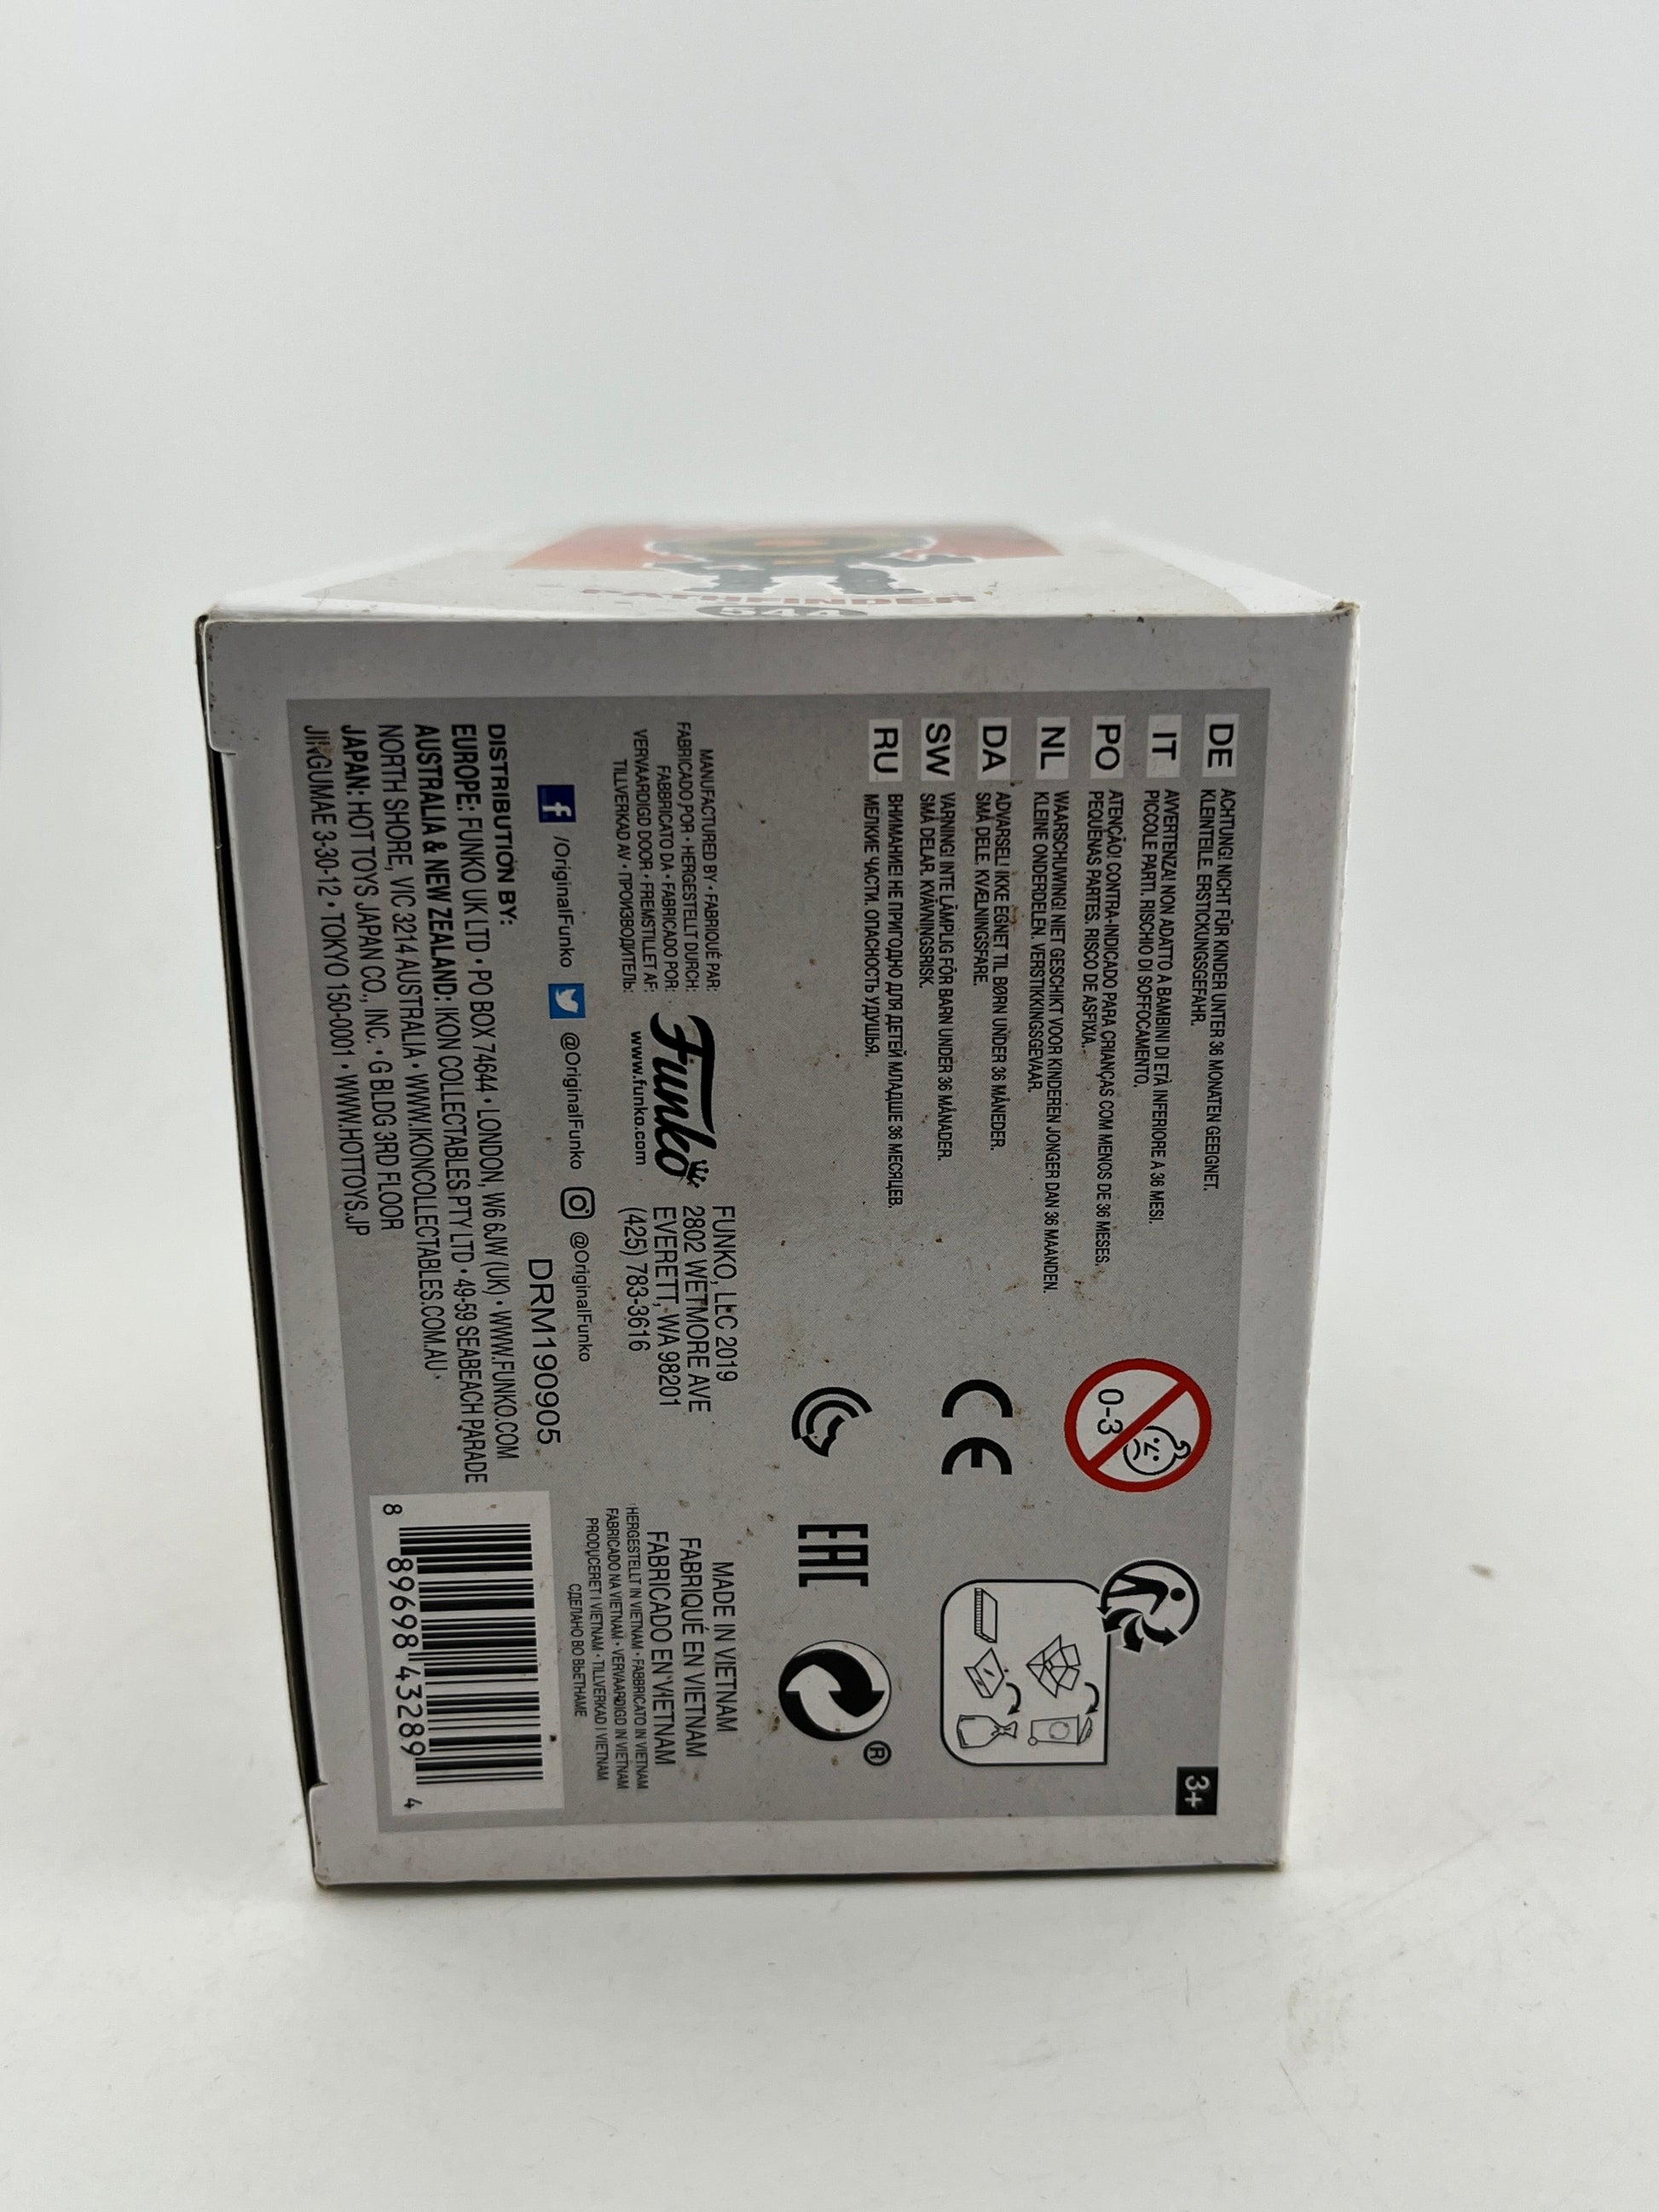 PATHFINDER
544
DE ACHTUNG! NICHT FÜR KINDER UNTER 36 MONATEN GEEIGNET.
KLEINTEILE. ERSTICKUNGSGEFAHR.
IT AVVERTENZA! NON ADATTO A BAMBINI DI ETÀ INFERIORE A 36 MESI.
PICCOLE PARTI. RISCHIO DI SOFFOCAMENTO.
PO ATENÇÃO! CONTRA-INDICADO PARA CRIANÇAS COM MENOS DE 36 MESES.
PEQUENAS PARTES. RISCO DE ASFIXIA.
NL WAARSCHUWING! NIET GESCHIKT VOOR KINDEREN JONGER DAN 36 MAANDEN.
KLEINE ONDERDELEN. VERSTIKKINGSGEVAAR.
DA ADVARSEL! IKKE EGNET TIL BØRN UNDER 36 MÅNEDER.
SMÅ DELE. KVÆLNINGSFARE.
SW VARNING! INTE LÄMPLIG FÖR BARN UNDER 36 MÅNADER.
SMÅ DELAR. KVÄVNINGSRISK.
RU ВНИМАНИЕ! НЕ ПРИГОДНО ДЛЯ ДЕТЕЙ МЛАДШЕ 36 МЕСЯЦЕВ.
МЕЛКИЕ ЧАСТИ. ОПАСНОСТЬ УДУШЬЯ.
0-3
3+
CE
EAC
®
MANUFACTURED BY • FABRIQUÉ PAR:
FABRICADO POR • HERGESTELLT DURCH:
FABBRICATO DA • FABRICADO POR:
VERVAARDIGD DOOR • FREMSTILLET AF:
TILLVERKAD AV • ПРОИЗВОДИТЕЛЬ:
Funko
www.funko.com
FUNKO, LLC 2019
2802 WETMORE AVE
EVERETT, WA 98201
(425) 783-3616
MADE IN VIETNAM
FABRIQUÉ EN VIETNAM
FABRICADO EN VIETNAM
HERGESTELLT IN VIETNAM • FABBRICATO IN VIETNAM
FABRICADO NA VIETNAM • VERVAARDIGD IN VIETNAM
PRODUCERET I VIETNAM • TILLVERKAD I VIETNAM
СДЕЛАНО ВО ВЬЕТНАМЕ
f /OriginalFunko @OriginalFunko @OriginalFunko
DRM190905
DISTRIBUTION BY:
EUROPE: FUNKO UK LTD • PO BOX 74644 • LONDON, W6 6JW (UK) • WWW.FUNKO.COM
AUSTRALIA & NEW ZEALAND: IKON COLLECTABLES PTY LTD • 49-59 SEABEACH PARADE
NORTH SHORE, VIC 3214 AUSTRALIA • WWW.IKONCOLLECTABLES.COM.AU •
JAPAN: HOT TOYS JAPAN CO., INC. • G BLDG 3RD FLOOR
JINGUMAE 3-30-12 • TOKYO 150-0001 • WWW.HOTTOYS.JP
8 89698 43289 4